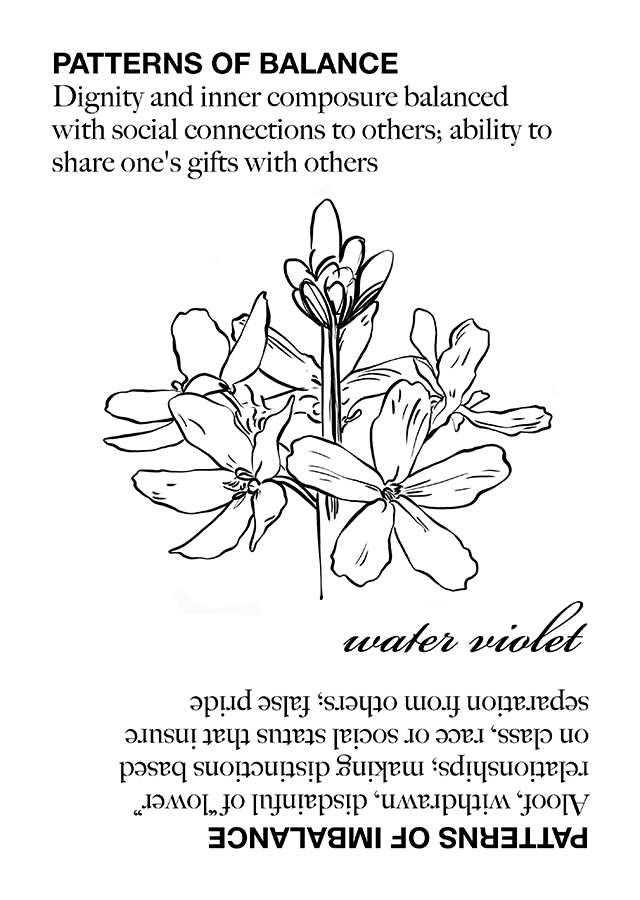 PATTERNS OF BALANCE
Dignity and inner composure balanced
with social connections to others; ability to
share one's gifts with others
water violet
PATTERNS OF IMBALANCE
Aloof, withdrawn, disdainful of "lower"
relationships; making distinctions based
on class, race or social status that insure
separation from others; false pride